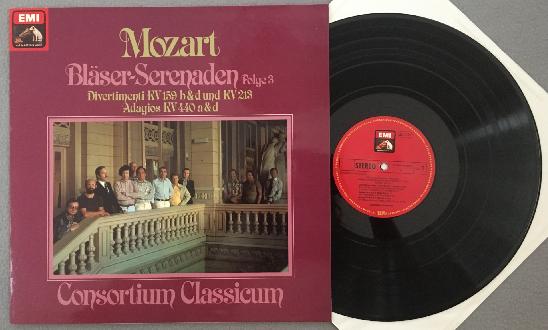 EMI
Mozart
Bläser-Serenaden Folge 3
Divertimenti KV 159 b & d und KV 213
Adagios KV 440 a & d
Consortium Classicum
EMI
STEREO
EMI